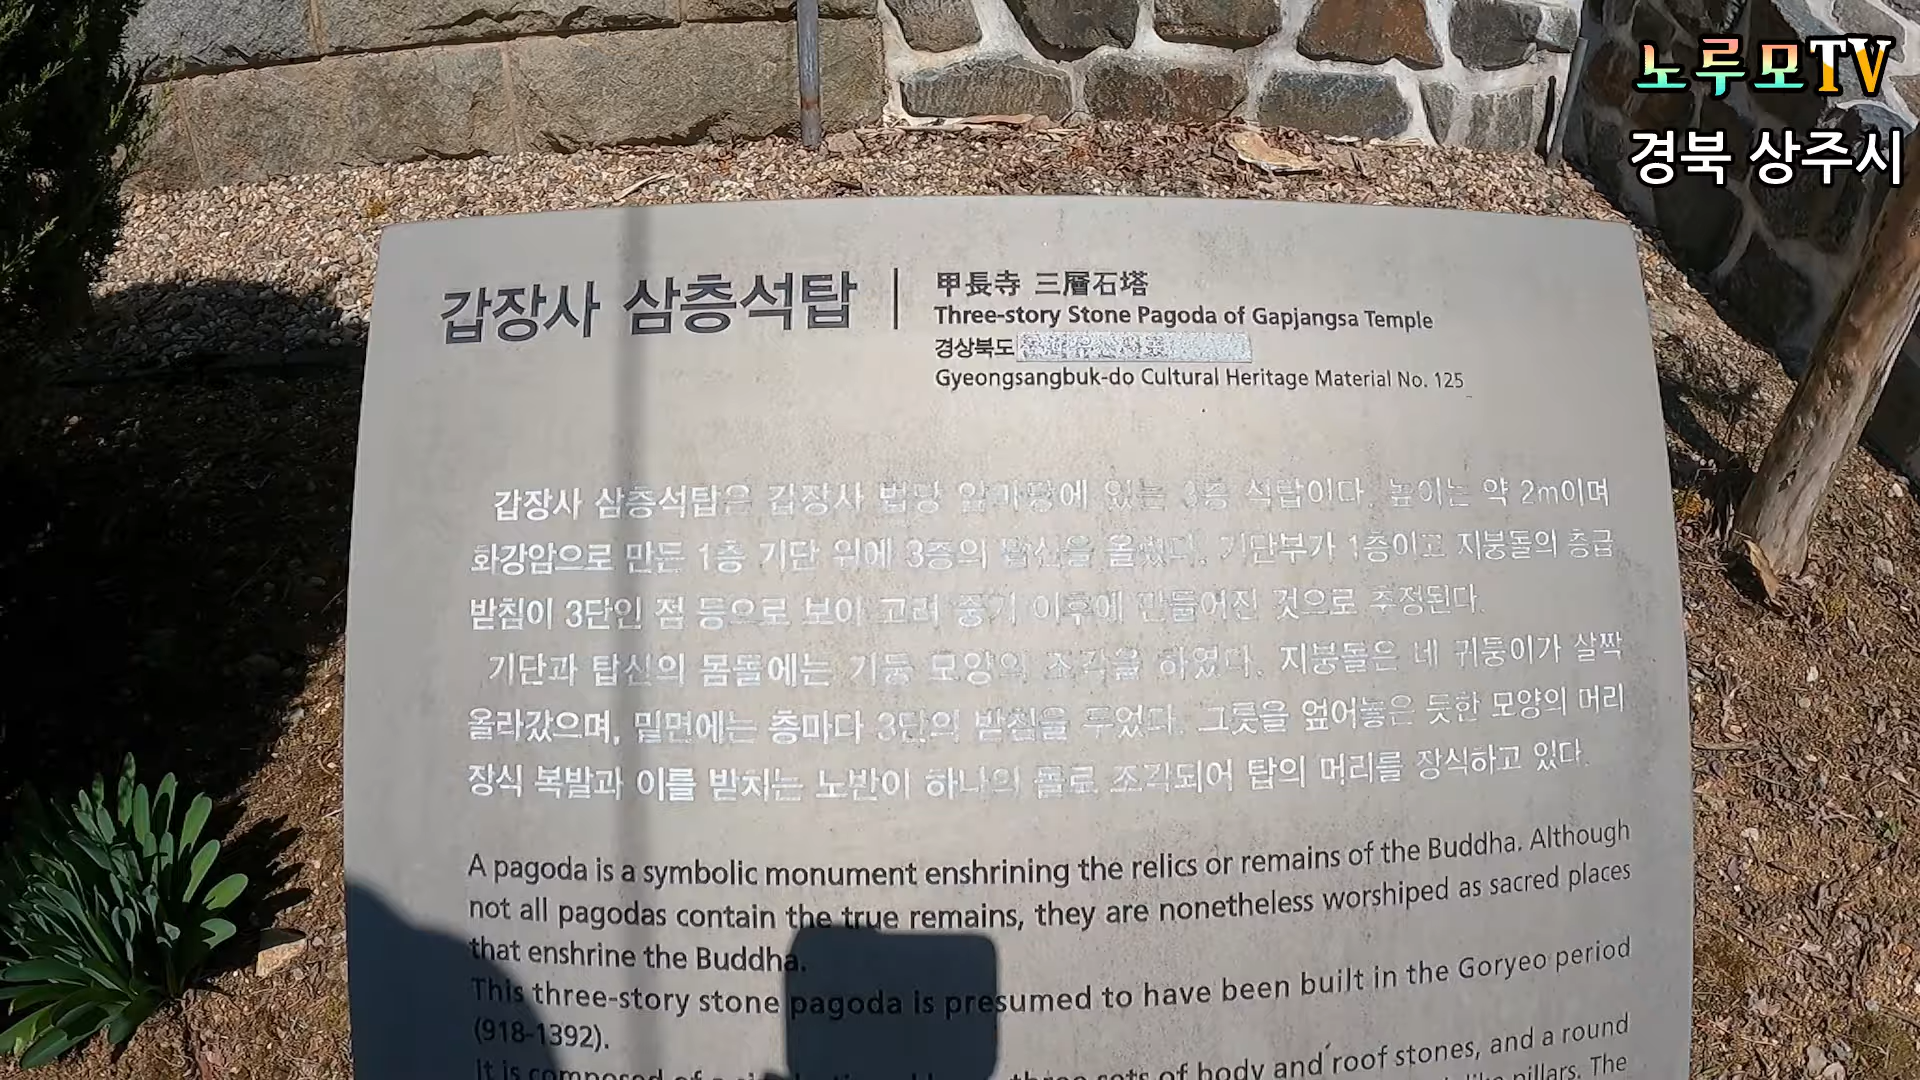 노루모TV
경북 상주시
갑장사 삼층석탑
甲長寺 三層石塔
Three-story Stone Pagoda of Gapjangsa Temple
경상북도
Gyeongsangbuk-do Cultural Heritage Material No. 125
갑장사 삼층석탑은 갑장사 법당 앞마당에 있는 3층 석탑이다. 높이는 약 2m이며
화강암으로 만든 1층 기단 위에 3층의 탑신을 올렸다. 기단부가 1층이고 지붕돌의 층급
받침이 3단인 점 등으로 보아 고려 중기 이후에 만들어진 것으로 추정된다.
기단과 탑신의 몸돌에는 기둥 모양의 조각을 하였다. 지붕돌은 네 귀퉁이가 살짝
올라갔으며, 밑면에는 층마다 3단의 받침을 두었다. 그릇을 엎어놓은 듯한 모양의 머리
장식 복발과 이를 받치는 노반이 하나의 돌로 조각되어 탑의 머리를 장식하고 있다.
A pagoda is a symbolic monument enshrining the relics or remains of the Buddha. Although
not all pagodas contain the true remains, they are nonetheless worshiped as sacred places
that enshrine the Buddha.
This three-story stone pagoda is presumed to have been built in the Goryeo period
(918-1392).
It is composed of a three sets of body and roof stones, and a round
pillars. The